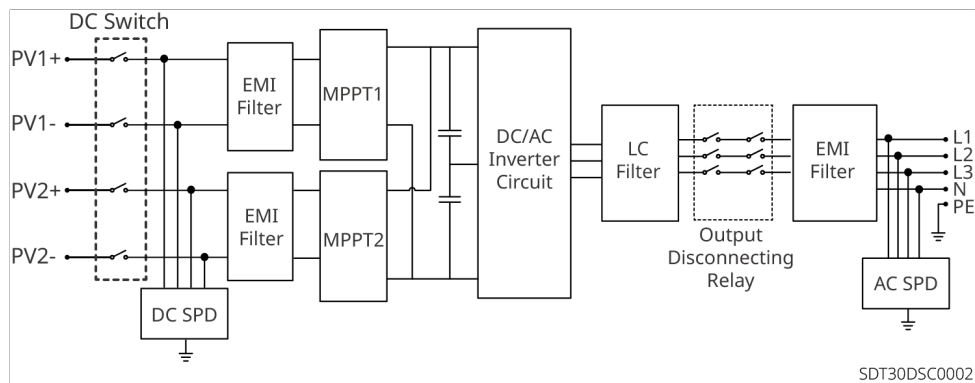 DC Switch
PV1+
PV1-
PV2+
PV2-
EMI
Filter
MPPT1
EMI
Filter
MPPT2
DC SPD
DC/AC
Inverter
Circuit
LC
Filter
Output
Disconnecting
Relay
EMI
Filter
L1
L2
L3
N
PE
AC SPD
SDT30DSC0002